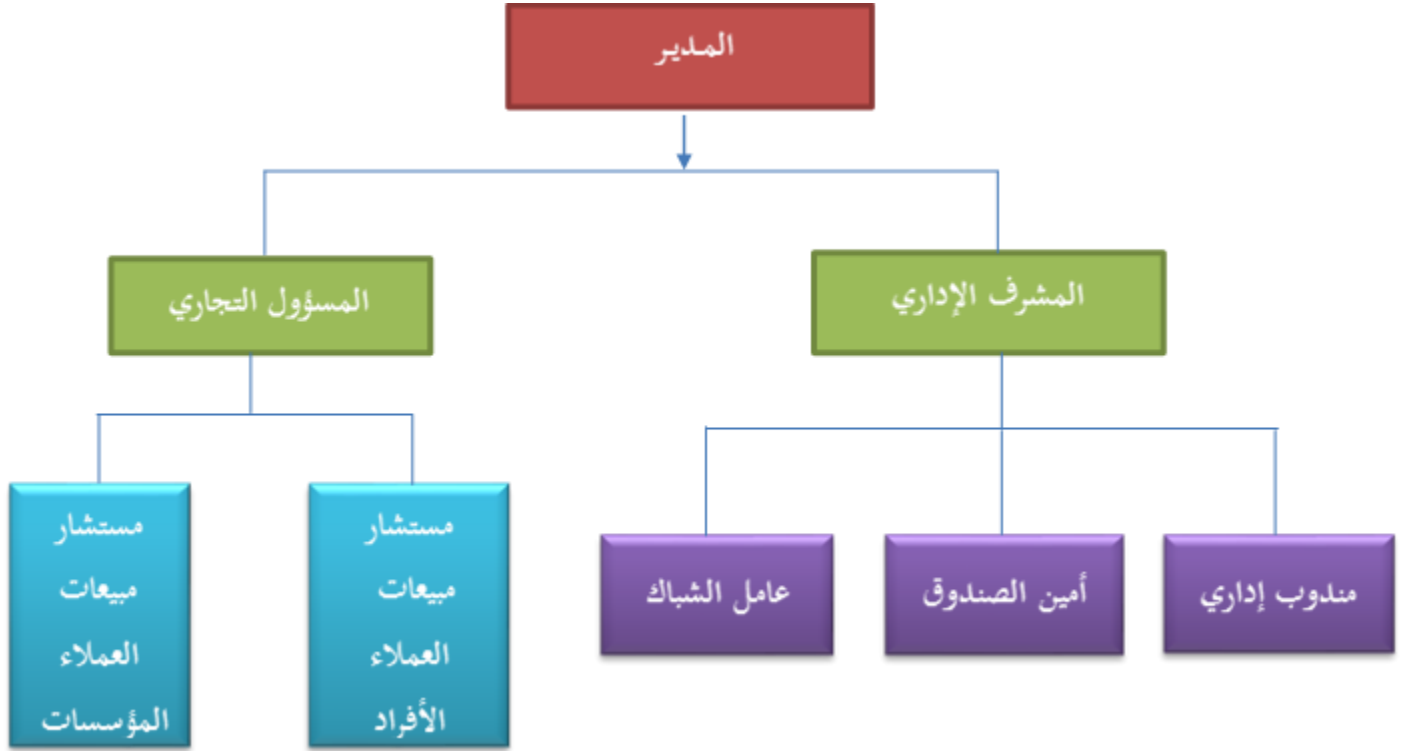 المدير
المشرف الإداري
المسؤول التجاري
مندوب إداري
أمين الصندوق
عامل الشباك
مستشار
مبيعات
العملاء
الأفراد
مستشار
مبيعات
العملاء
المؤسسات